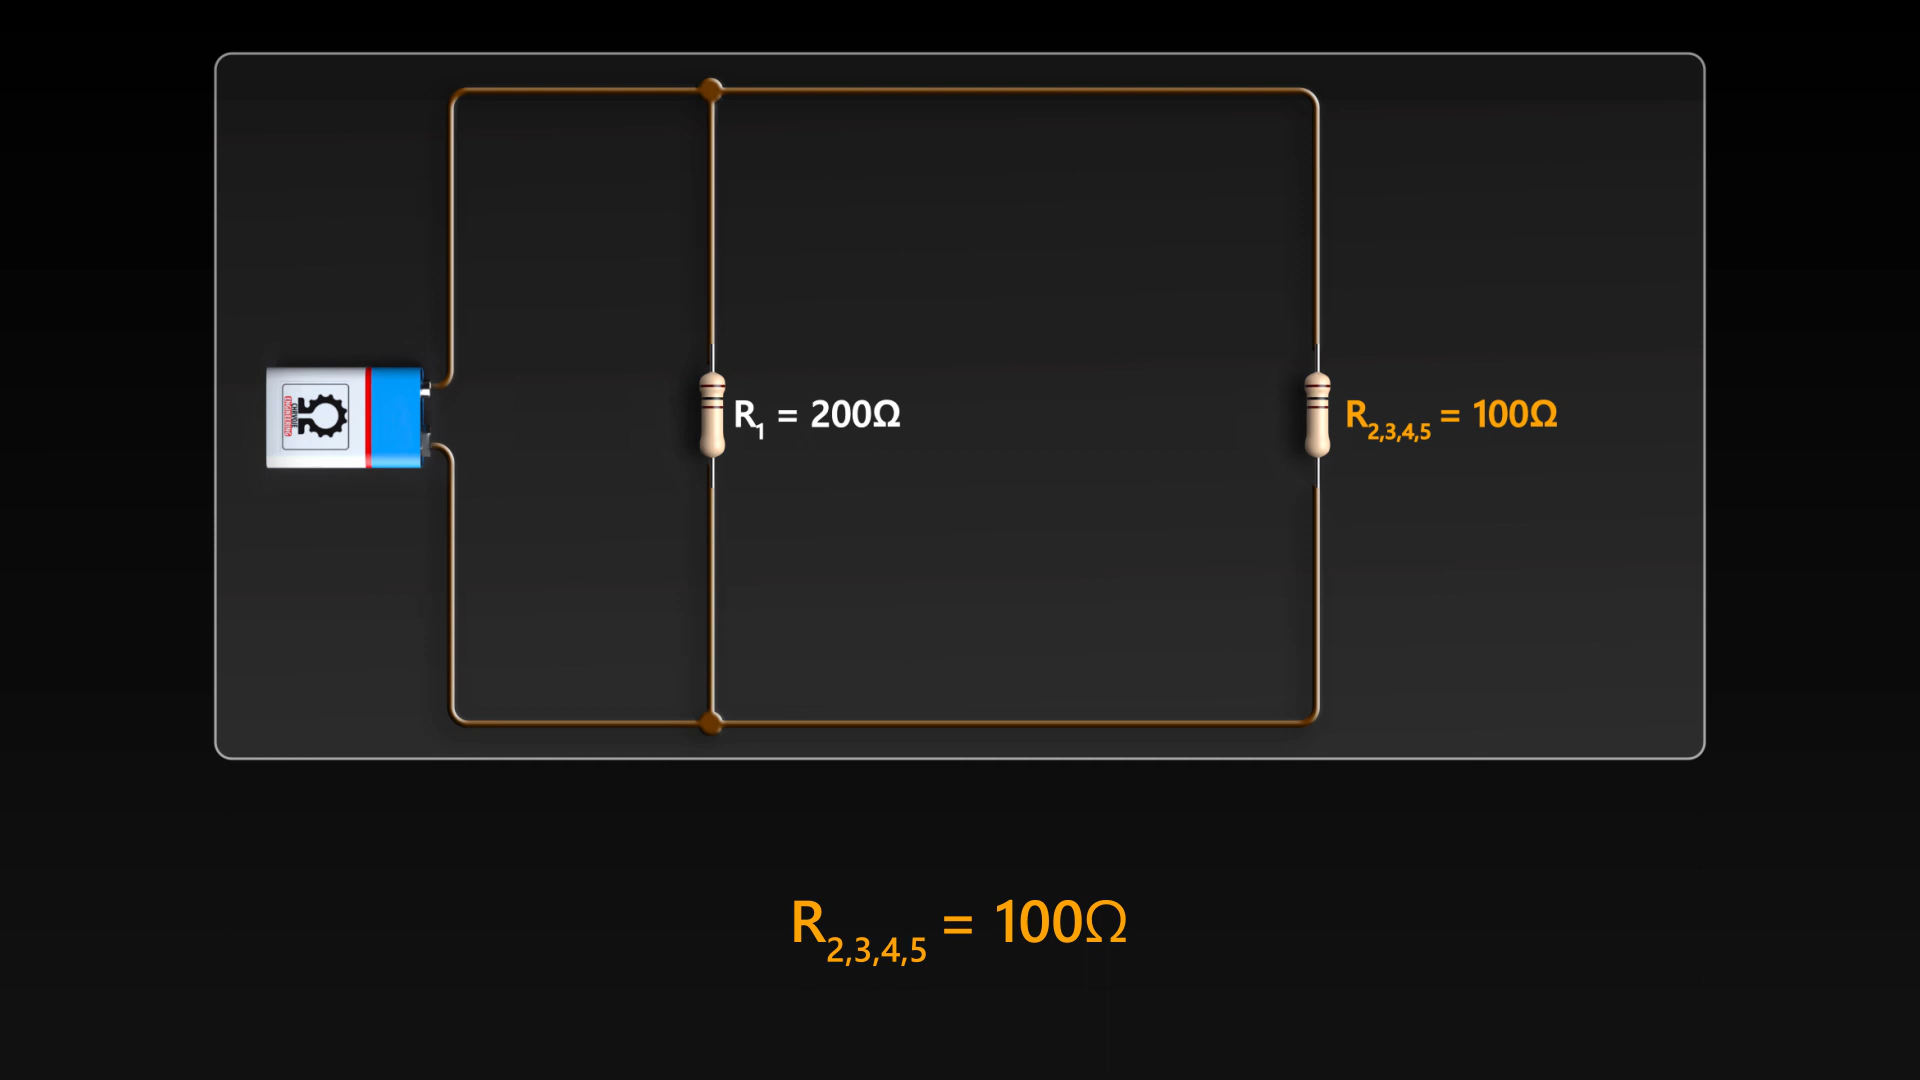 R₁ = 200Ω
R₂,₃,₄,₅ = 100Ω
R₂,₃,₄,₅ = 100Ω